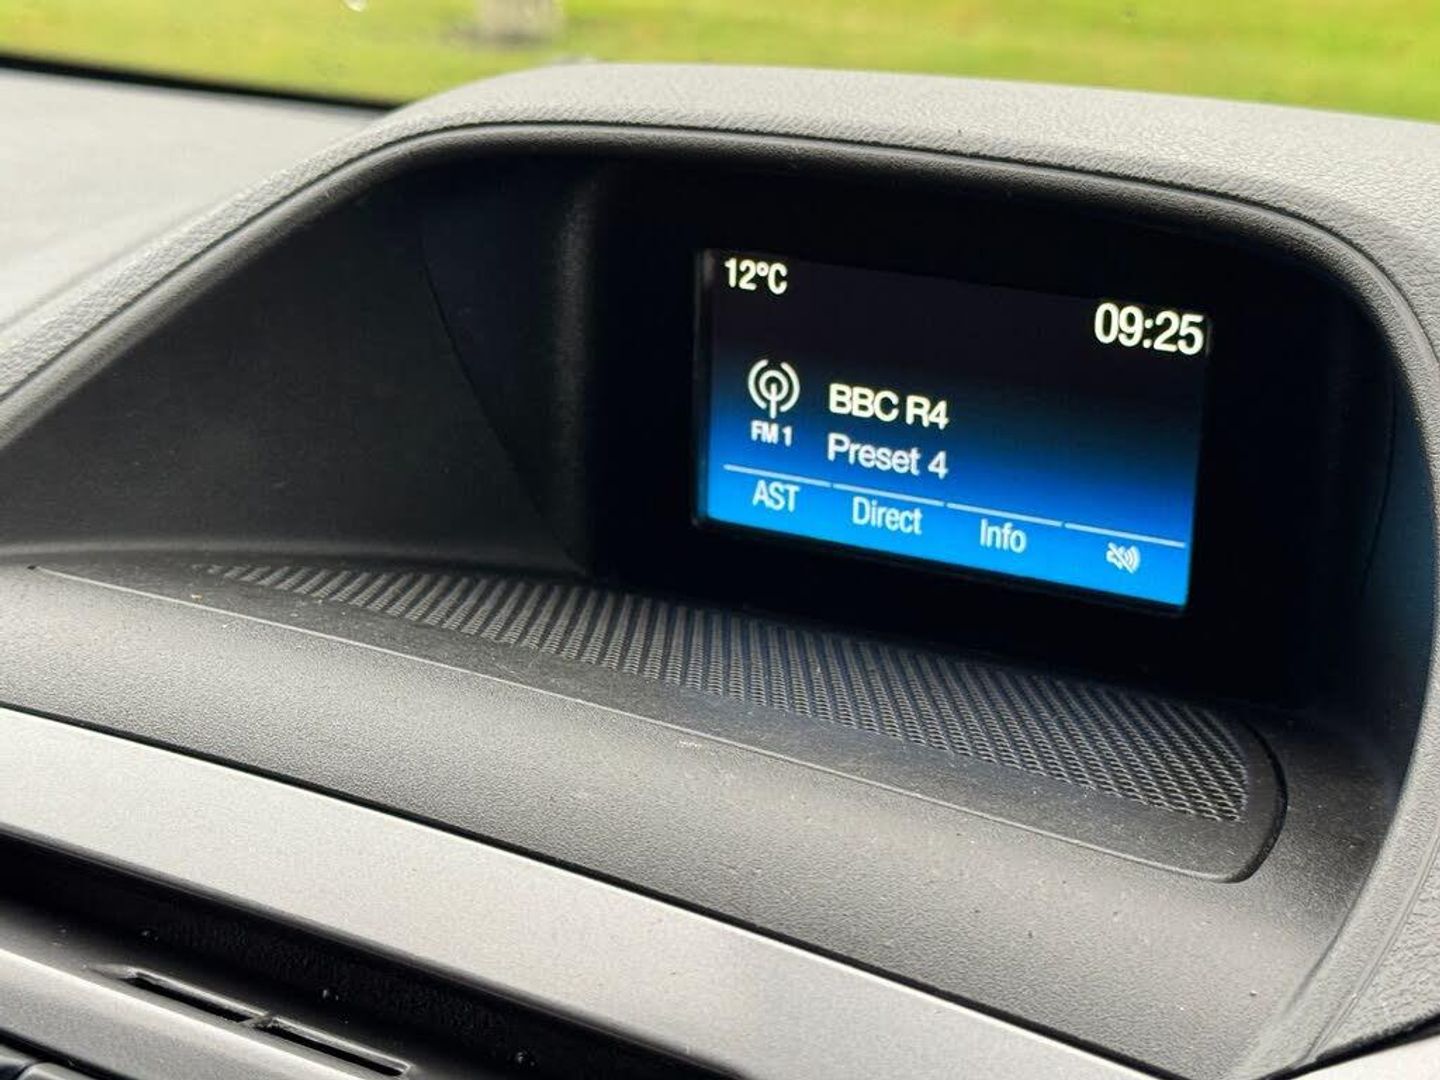 12°C
09:25
BBC R4
FM 1
Preset 4
AST Direct Info